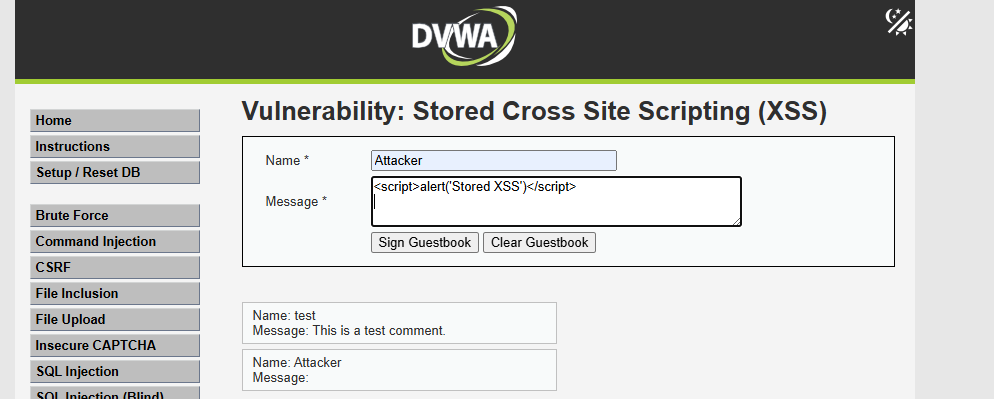 DVWA
Vulnerability: Stored Cross Site Scripting (XSS)
Home
Instructions
Setup / Reset DB
Brute Force
Command Injection
CSRF
File Inclusion
File Upload
Insecure CAPTCHA
SQL Injection
SQL Injection (Blind)
Name *
Attacker
Message *
<script>alert('Stored XSS')</script>
Sign Guestbook Clear Guestbook
Name: test
Message: This is a test comment.
Name: Attacker
Message: